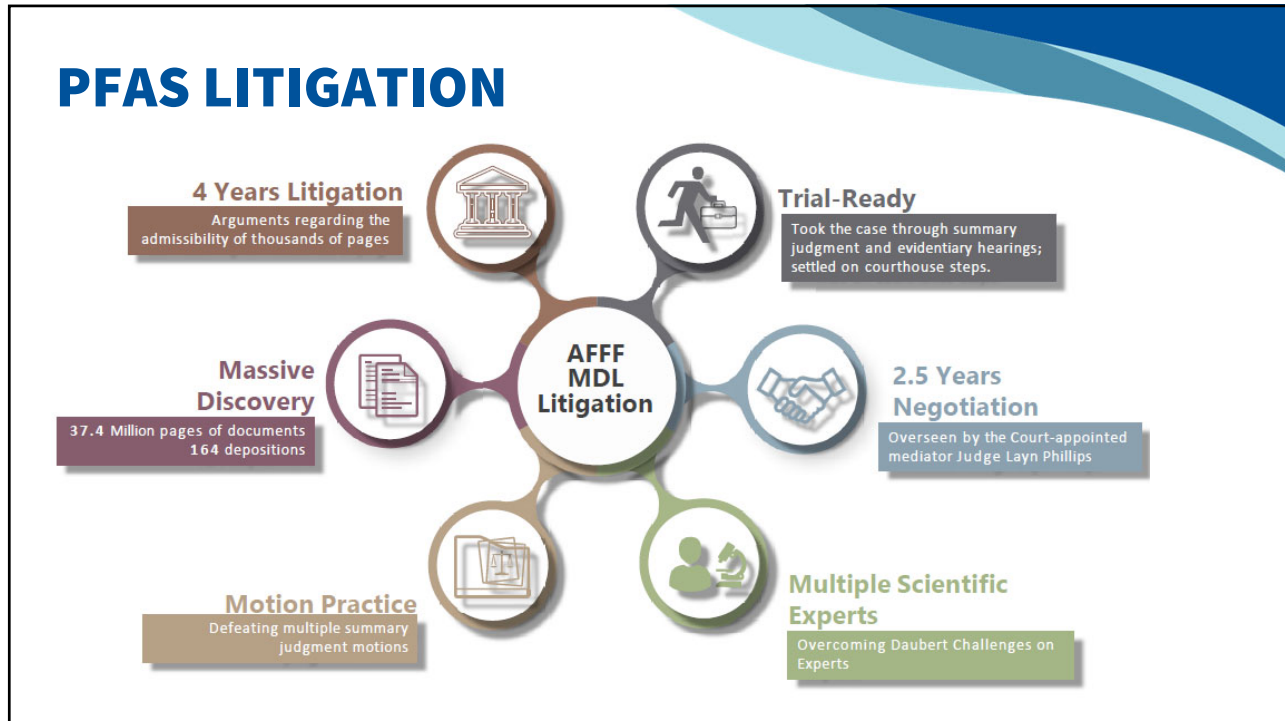 PFAS LITIGATION
4 Years Litigation
Arguments regarding the
admissibility of thousands of pages
Trial-Ready
Took the case through summary
judgment and evidentiary hearings;
settled on courthouse steps.
AFFF
MDL
Litigation
Massive
Discovery
37.4 Million pages of documents
164 depositions
2.5 Years
Negotiation
Overseen by the Court-appointed
mediator Judge Layn Phillips
Motion Practice
Defeating multiple summary
judgment motions
Multiple Scientific
Experts
Overcoming Daubert Challenges on
Experts